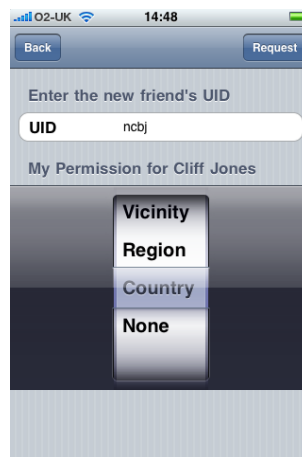 O2-UK 14:48
Back Request
Enter the new friend's UID
UID ncbj
My Permission for Cliff Jones
Vicinity
Region
Country
None